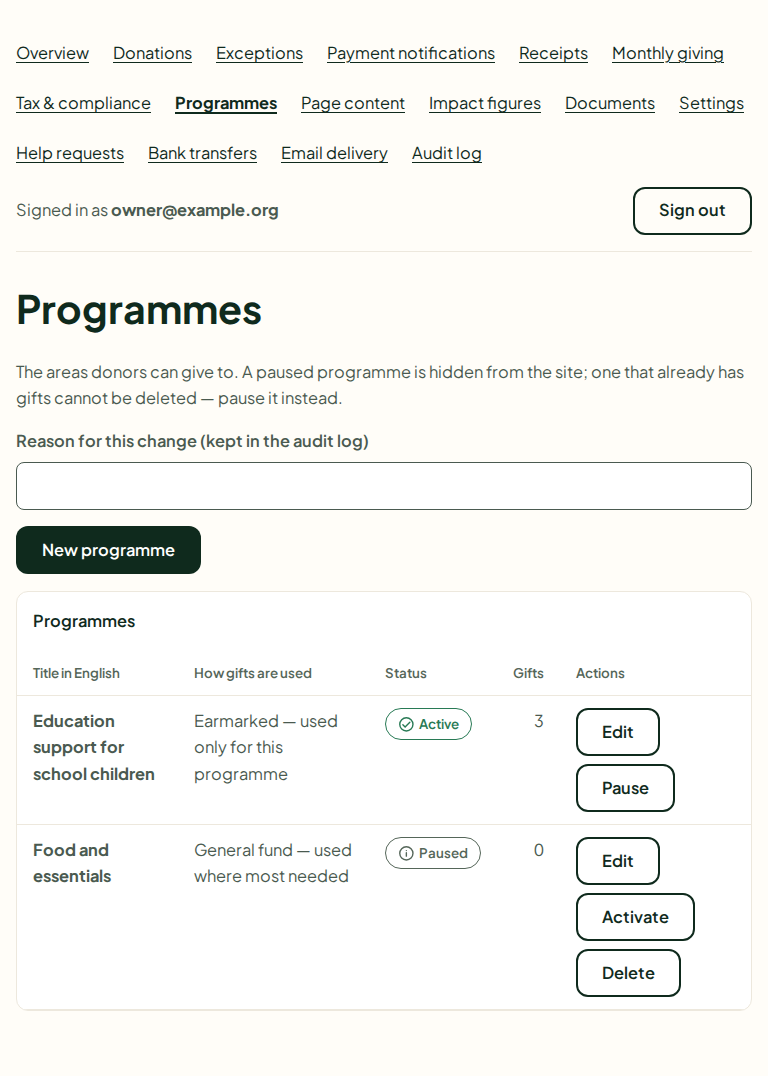 Overview Donations Exceptions Payment notifications Receipts Monthly giving
Tax & compliance Programmes Page content Impact figures Documents Settings
Help requests Bank transfers Email delivery Audit log
Signed in as owner@example.org Sign out
Programmes
The areas donors can give to. A paused programme is hidden from the site; one that already has
gifts cannot be deleted — pause it instead.
Reason for this change (kept in the audit log)
New programme
Programmes
Title in English How gifts are used Status Gifts Actions
Education Earmarked — used Active 3 Edit
support for only for this
school children programme Pause
Food and General fund — used Paused 0 Edit
essentials where most needed
Activate
Delete